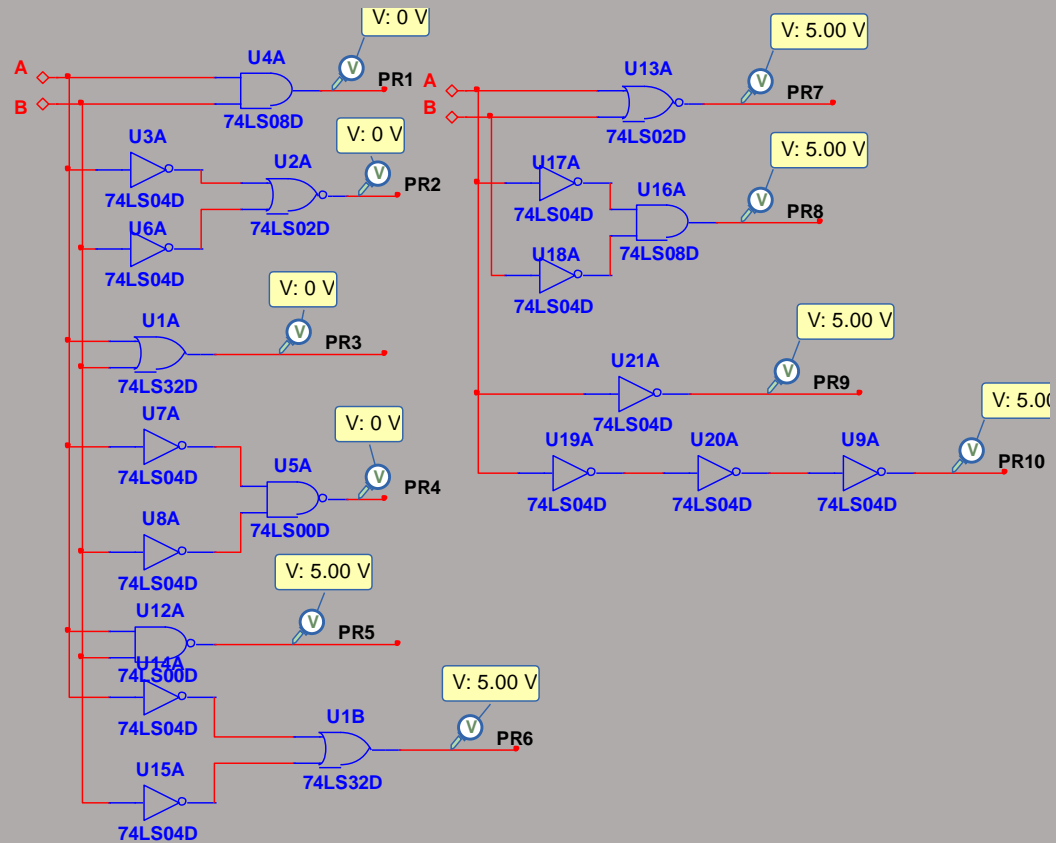 V: 0 V
U4A
A
V
PR1
B
74LS08D
V: 0 V
U3A
U2A
V
PR2
74LS04D
74LS02D
U6A
74LS04D
V: 0 V
U1A
V
PR3
74LS32D
V: 0 V
U7A
U5A
V
PR4
74LS04D
74LS00D
U8A
74LS04D
V: 5.00 V
U12A
V
PR5
74LS00D
U14A
74LS04D
V: 5.00 V
U1B
V
PR6
74LS32D
U15A
74LS04D
V: 5.00 V
U13A
A
V
PR7
B
74LS02D
V: 5.00 V
U17A
U16A
V
PR8
74LS04D
74LS08D
U18A
74LS04D
V: 5.00 V
U21A
V
PR9
74LS04D
V: 5.00
U19A
U20A
U9A
V
PR10
74LS04D
74LS04D
74LS04D